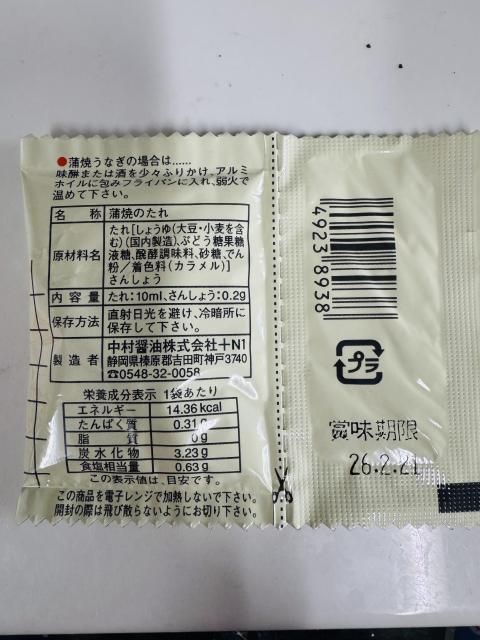 ●蒲焼うなぎの場合は……
味醂または酒を少々ふりかけ、アルミ
ホイルに包みフライパンに入れ、弱火で
温めて下さい。
名 称 蒲焼のたれ
原材料名 たれ[しょうゆ(大豆・小麦を含
む)(国内製造)、ぶどう糖果糖
液糖、醗酵調味料、砂糖、でん
粉／着色料(カラメル)]
さんしょう
内 容 量 たれ:10ml、さんしょう:0.2g
保存方法 直射日光を避け、冷暗所に
保存して下さい。
製 造 者 中村醤油株式会社＋N1
静岡県榛原郡吉田町神戸3740
☎0548-32-0058
栄養成分表示 1袋あたり
エネルギー 14.36kcal
たんぱく質 0.31g
脂 質 0g
炭水化物 3.23g
食塩相当量 0.63g
この表示値は、目安です。
この商品を電子レンジで加熱しないで下さい。
開封の際は飛び散らないようにお切り下さい。
4923 8938
プラ
賞味期限
26.2.21